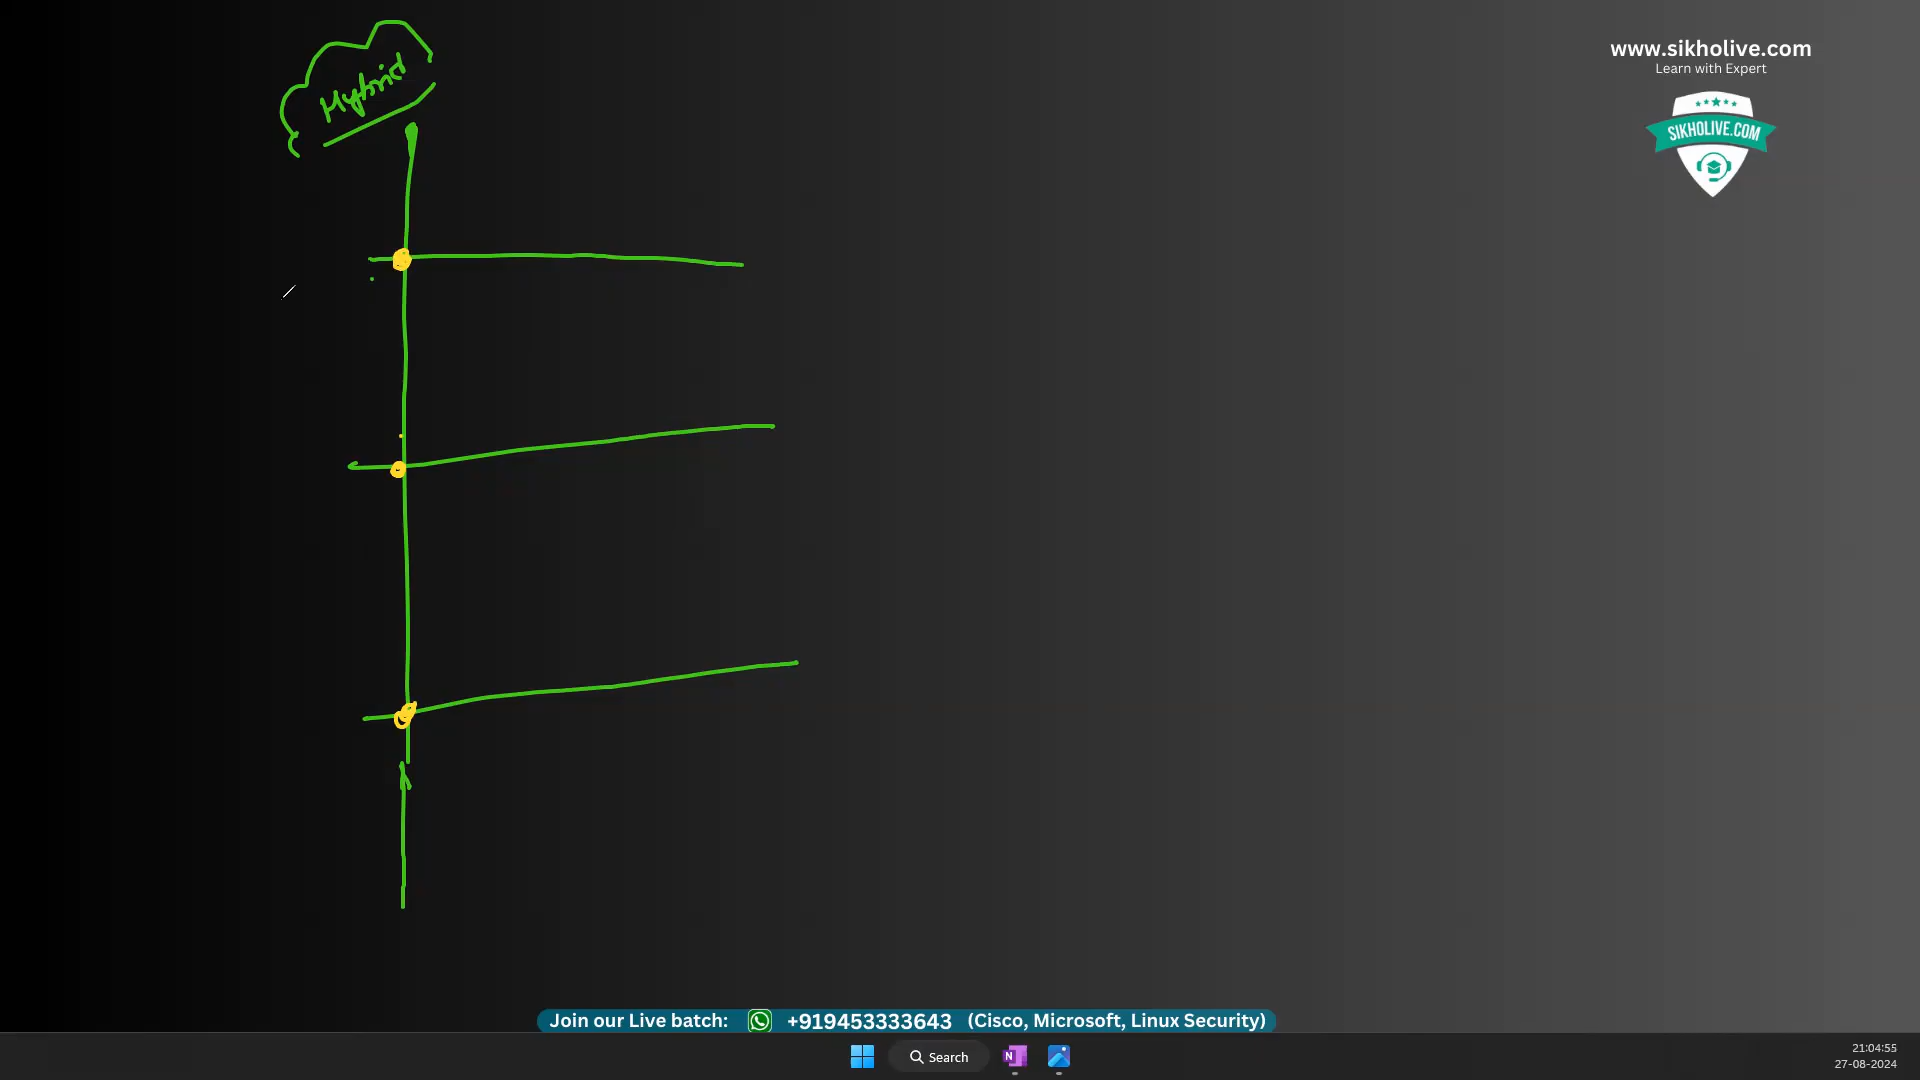 Hybrid
www.sikholive.com
Learn with Expert
SIKHOLIVE.COM
Join our Live batch: +919453333643 (Cisco, Microsoft, Linux Security)
Search
N
21:04:55
27-08-2024